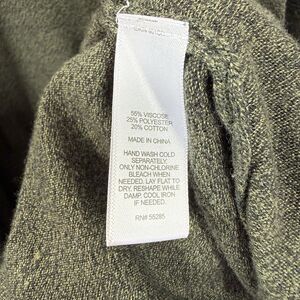 55% VISCOSE
25% POLYESTER
20% COTTON
MADE IN CHINA
HAND WASH COLD
SEPARATELY.
ONLY NON-CHLORINE
BLEACH WHEN
NEEDED. LAY FLAT TO
DRY. RESHAPE WHILE
DAMP. COOL IRON
IF NEEDED.
RN# 55285